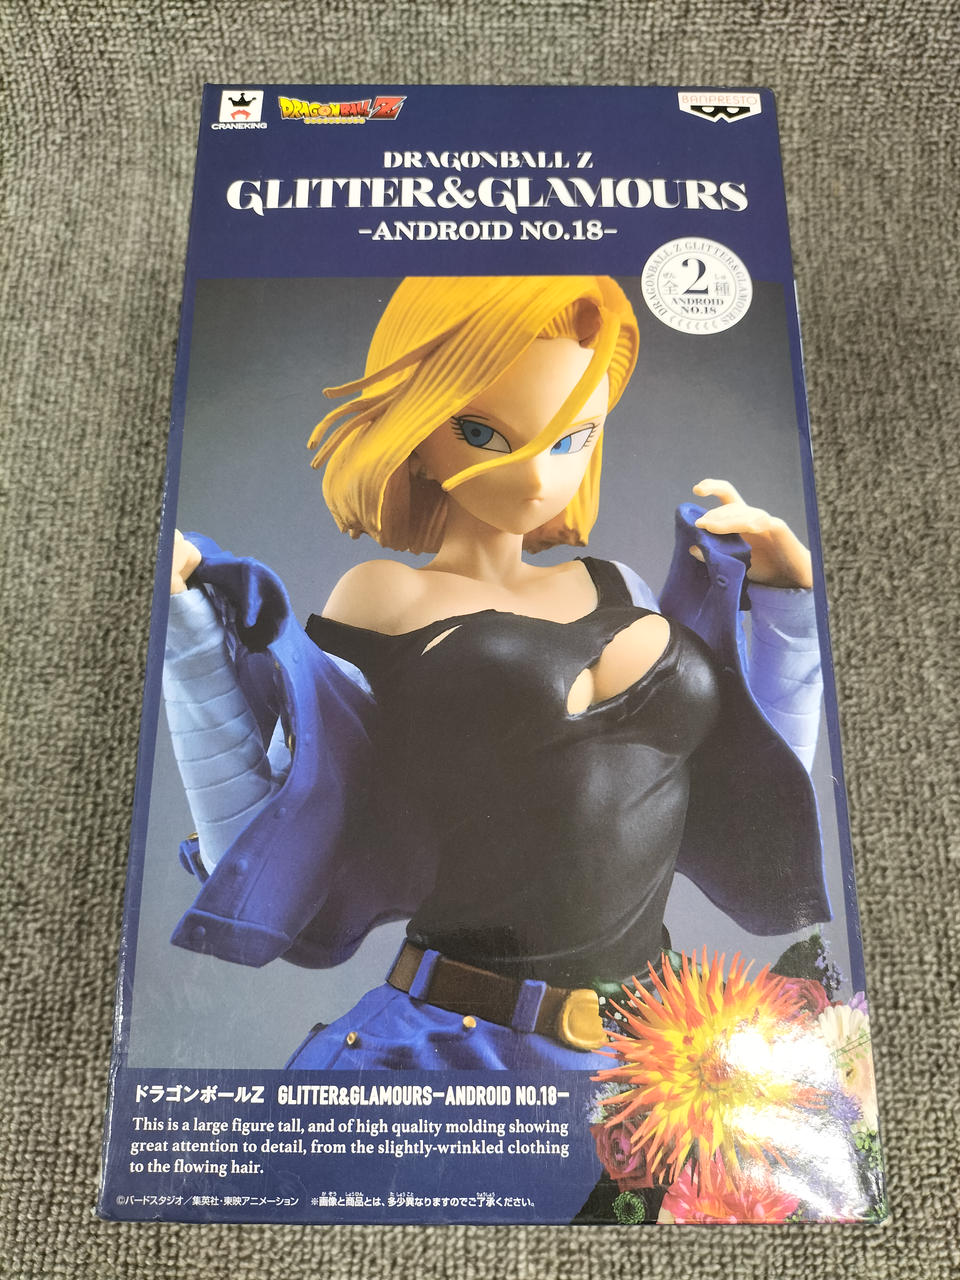 CRANEKING
DRAGONBALL Z
BANPRESTO
DRAGONBALL Z
GLITTER&GLAMOURS
-ANDROID NO.18-
DRAGONBALL Z GLITTER&GLAMOURS
ぜん しゅ
全2種
ANDROID
NO.18
ドラゴンボールZ GLITTER&GLAMOURS-ANDROID NO.18-
This is a large figure tall, and of high quality molding showing
great attention to detail, from the slightly-wrinkled clothing
to the flowing hair.
©バードスタジオ/集英社・東映アニメーション ※画像と商品とは、多少異なりますのでご了承ください。